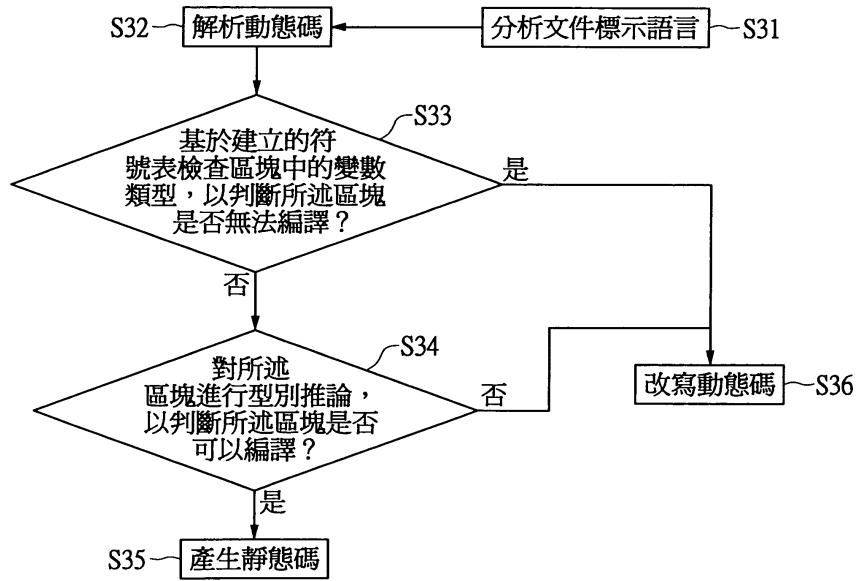 S32 解析動態碼 分析文件標示語言 S31
S33
基於建立的符
號表檢查區塊中的變數
類型，以判斷所述區塊
是否無法編譯？
是
否
S34
對所述
區塊進行型別推論，
以判斷所述區塊是否
可以編譯？
否
改寫動態碼 S36
是
S35 產生靜態碼